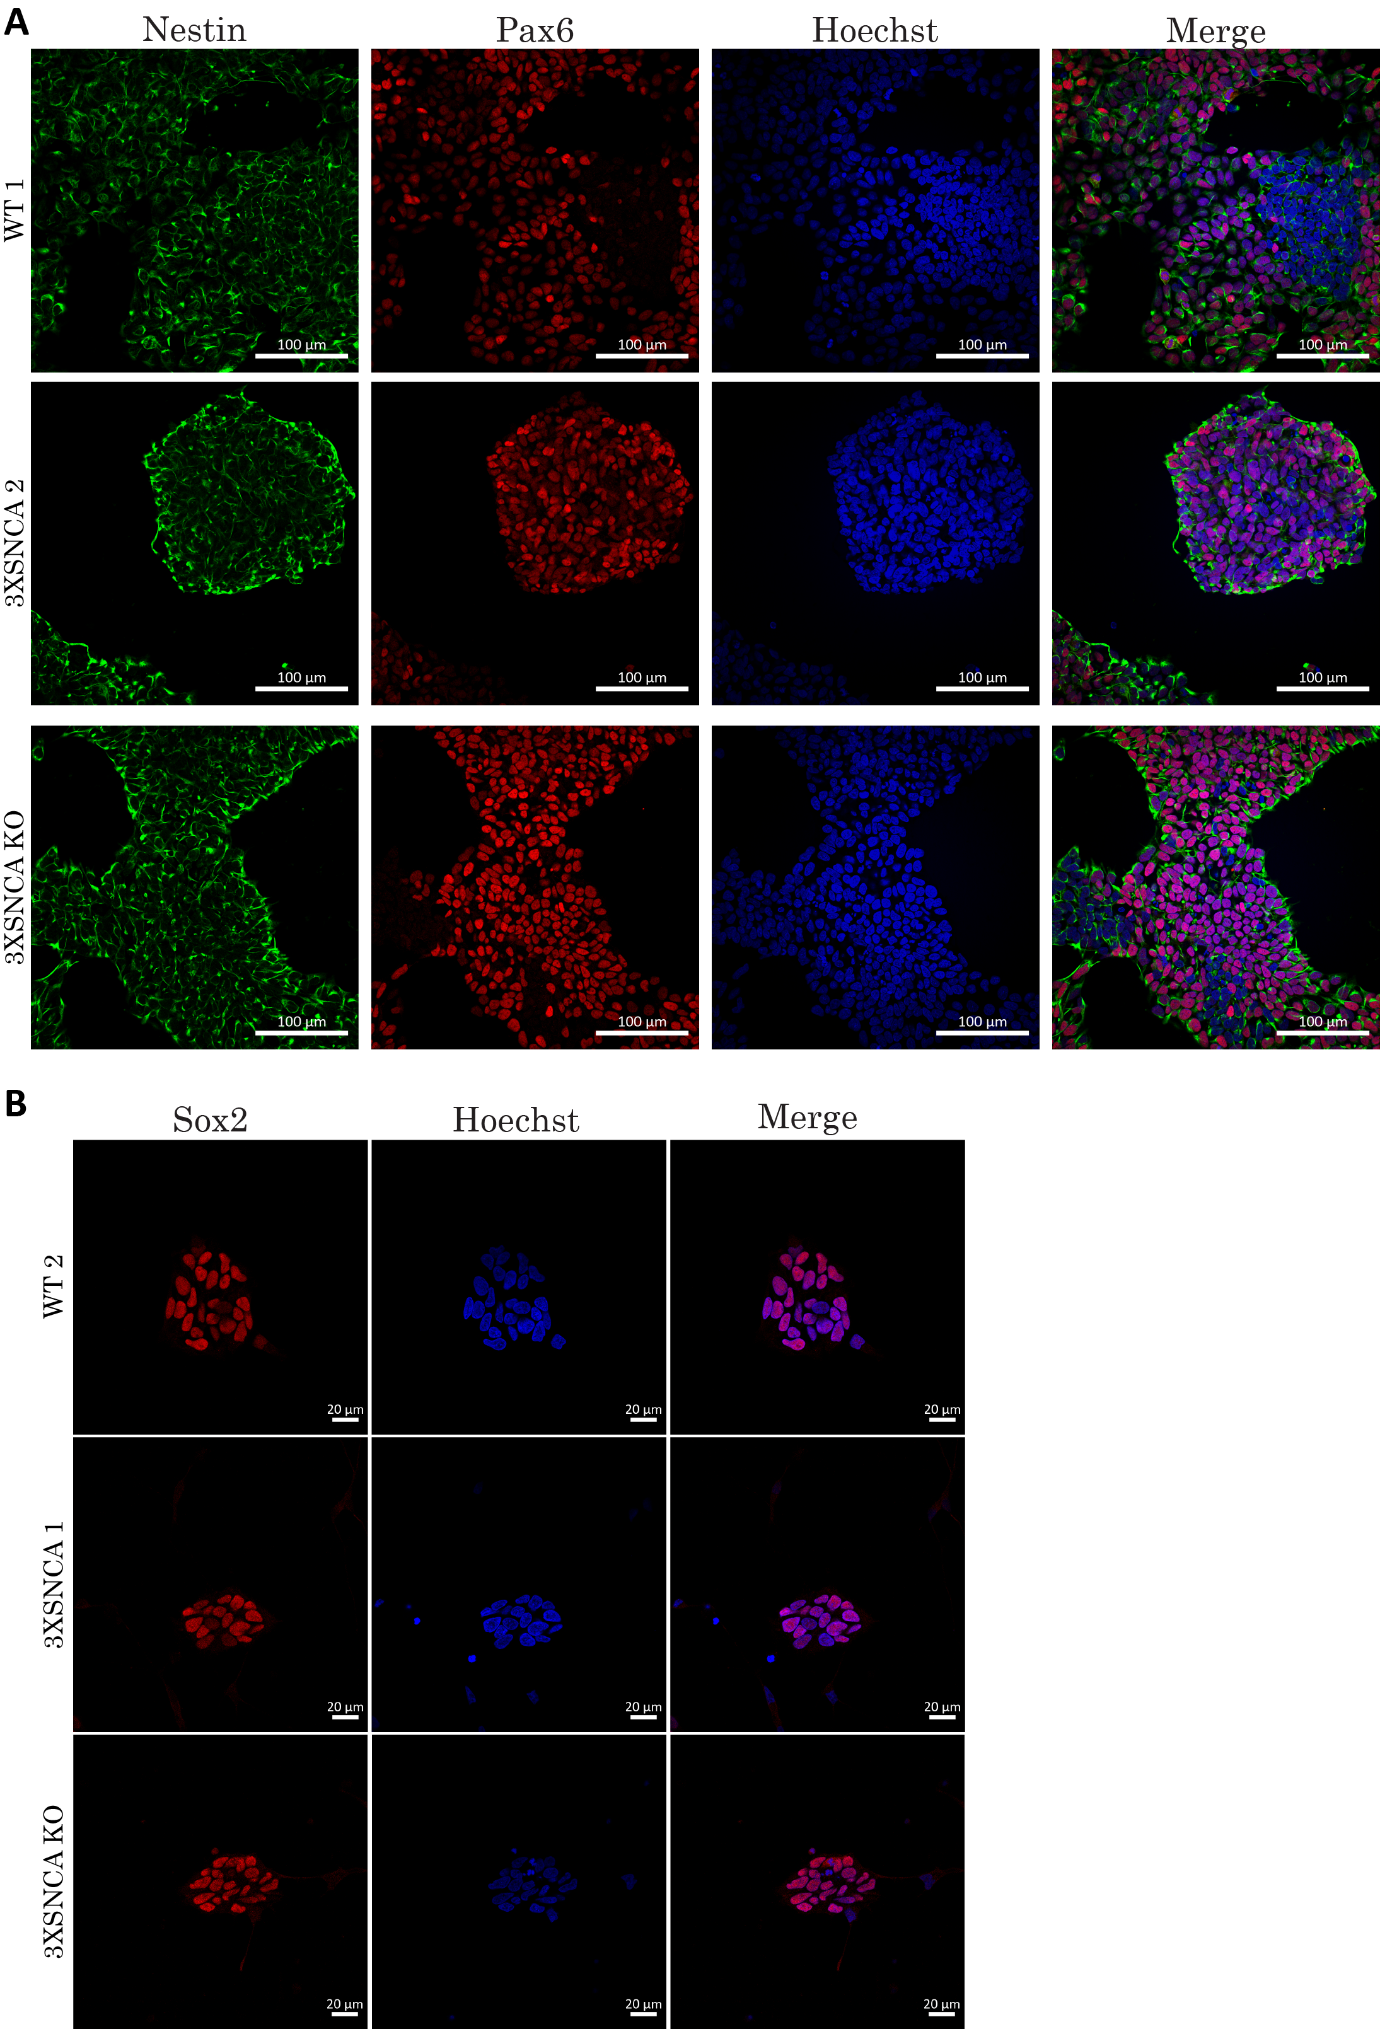 A
Nestin Pax6 Hoechst Merge
WT 1
100 µm 100 µm 100 µm 100 µm
3XSNCA 2
100 µm 100 µm 100 µm 100 µm
3XSNCA KO
100 µm 100 µm 100 µm 100 µm
B
Sox2 Hoechst Merge
WT 2
20 µm 20 µm 20 µm
3XSNCA 1
20 µm 20 µm 20 µm
3XSNCA KO
20 µm 20 µm 20 µm